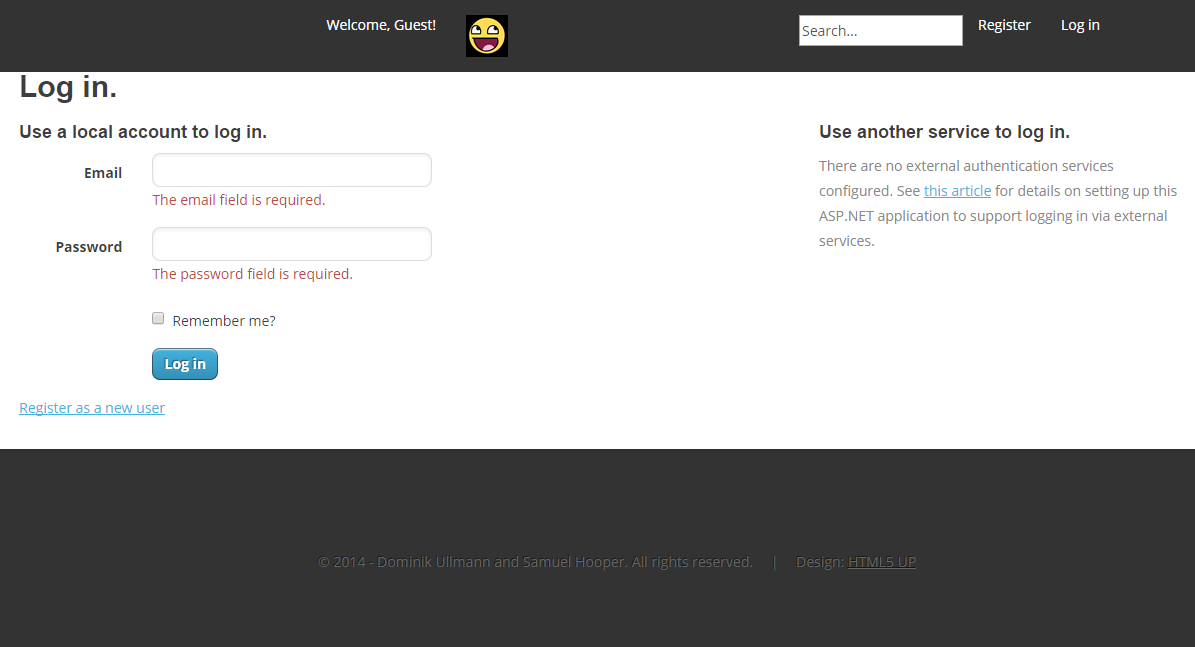 Welcome, Guest!
Search...
Register
Log in
Log in.
Use a local account to log in.
Email
The email field is required.
Password
The password field is required.
Remember me?
Log in
Register as a new user
Use another service to log in.
There are no external authentication services
configured. See this article for details on setting up this
ASP.NET application to support logging in via external
services.
© 2014 - Dominik Ullmann and Samuel Hooper. All rights reserved. | Design: HTML5 UP